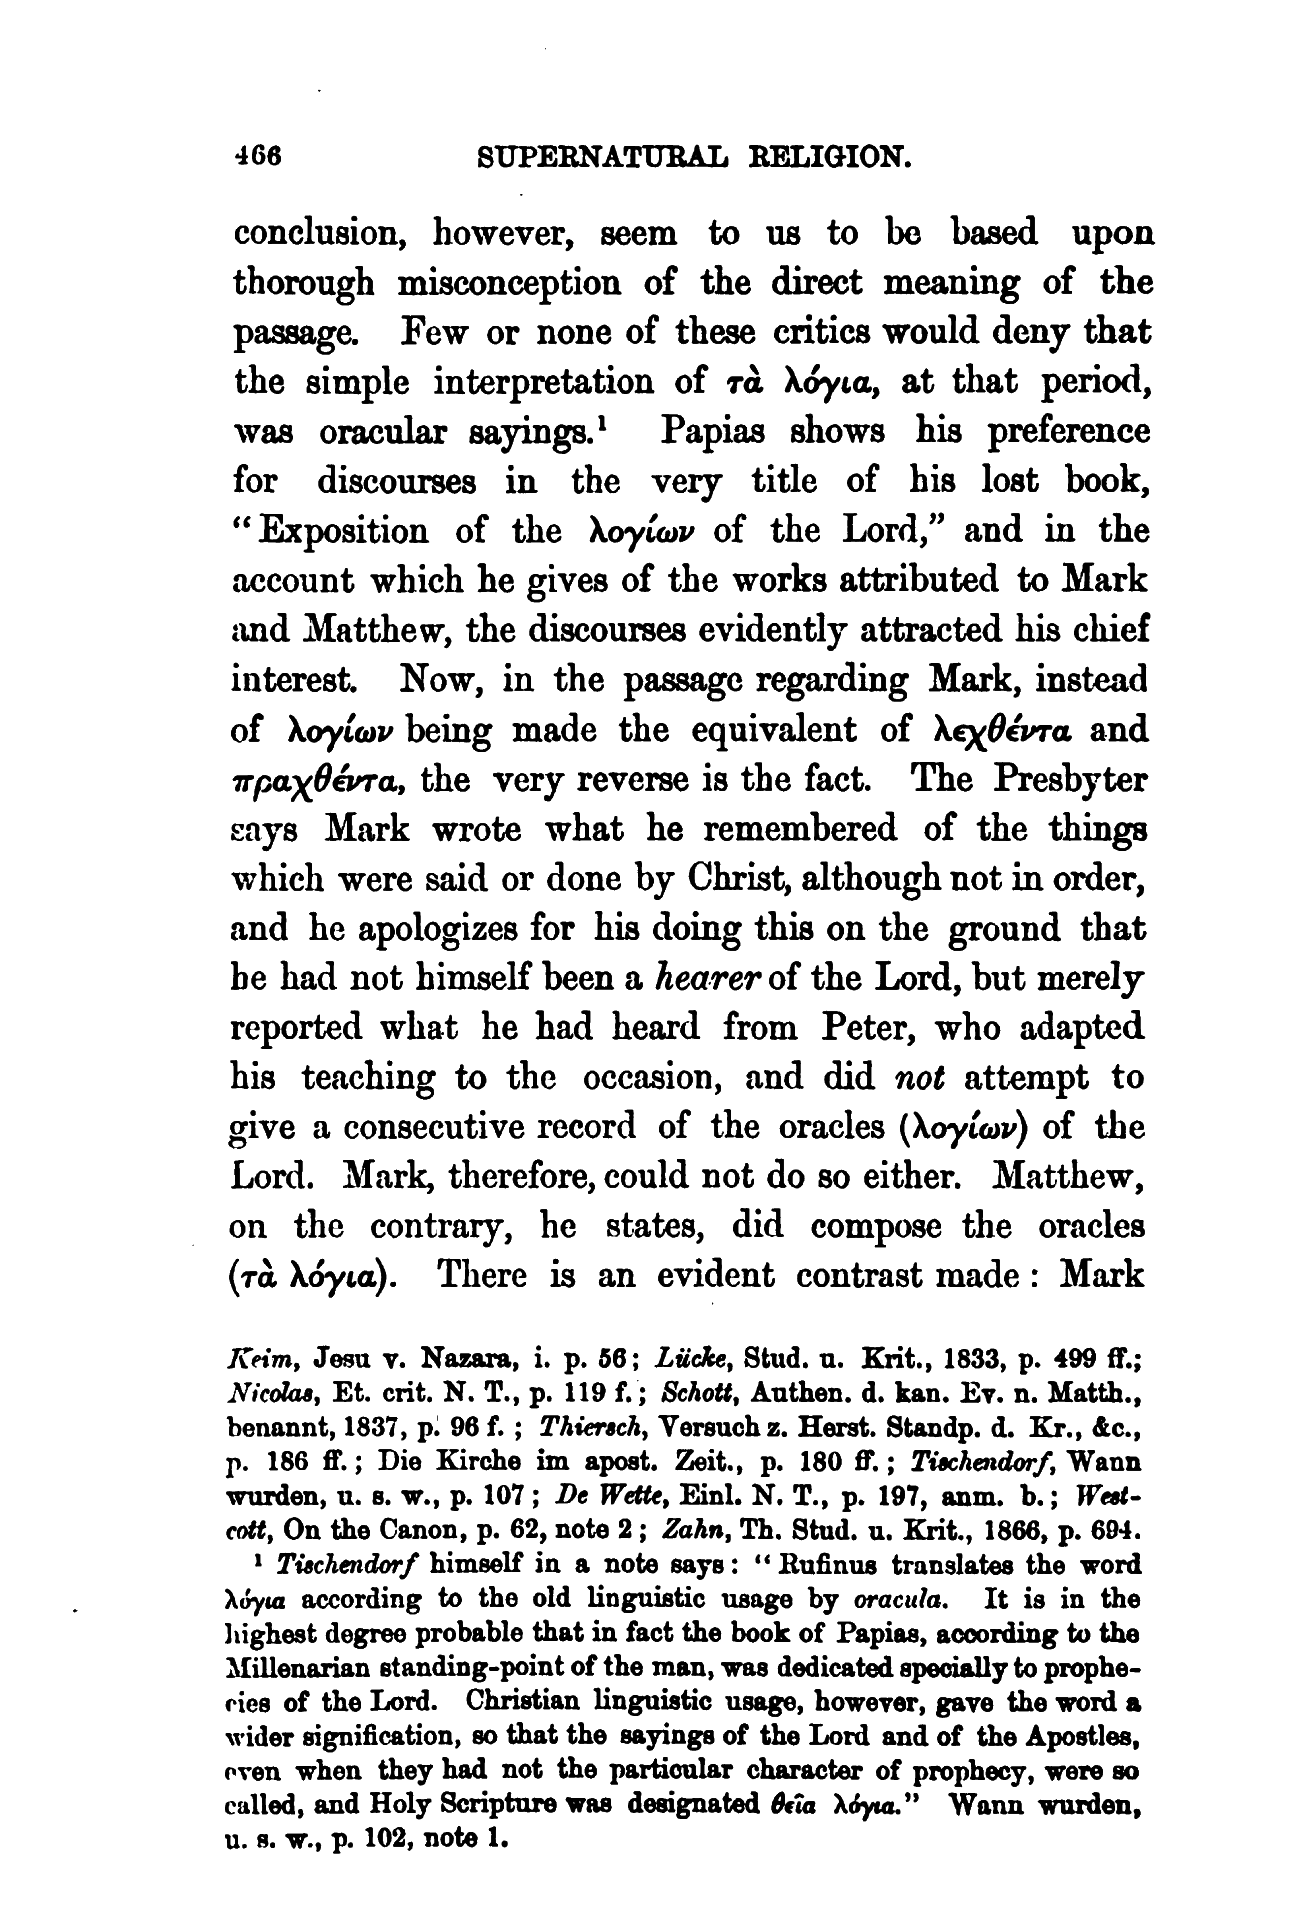 466 SUPERNATURAL RELIGION.
conclusion, however, seem to us to be based upon
thorough misconception of the direct meaning of the
passage. Few or none of these critics would deny that
the simple interpretation of τὰ λόγια, at that period,
was oracular sayings.¹ Papias shows his preference
for discourses in the very title of his lost book,
“Exposition of the λογίων of the Lord,” and in the
account which he gives of the works attributed to Mark
and Matthew, the discourses evidently attracted his chief
interest. Now, in the passage regarding Mark, instead
of λογίων being made the equivalent of λεχθέντα and
πραχθέντα, the very reverse is the fact. The Presbyter
says Mark wrote what he remembered of the things
which were said or done by Christ, although not in order,
and he apologizes for his doing this on the ground that
he had not himself been a hearer of the Lord, but merely
reported what he had heard from Peter, who adapted
his teaching to the occasion, and did not attempt to
give a consecutive record of the oracles (λογίων) of the
Lord. Mark, therefore, could not do so either. Matthew,
on the contrary, he states, did compose the oracles
(τὰ λόγια). There is an evident contrast made : Mark
Keim, Jesu v. Nazara, i. p. 56; Lücke, Stud. u. Krit., 1833, p. 499 ff.;
Nicolas, Et. crit. N. T., p. 119 f.; Schott, Authen. d. kan. Ev. n. Matth.,
benannt, 1837, p. 96 f. ; Thiersch, Versuch z. Herst. Standp. d. Kr., &c.,
p. 186 ff. ; Die Kirche im apost. Zeit., p. 180 ff. ; Tischendorf, Wann
wurden, u. s. w., p. 107 ; De Wette, Einl. N. T., p. 197, anm. b. ; West-
cott, On the Canon, p. 62, note 2 ; Zahn, Th. Stud. u. Krit., 1866, p. 694.
¹ Tischendorf himself in a note says : “Rufinus translates the word
λόγια according to the old linguistic usage by oracula. It is in the
highest degree probable that in fact the book of Papias, according to the
Millenarian standing-point of the man, was dedicated specially to prophe-
cies of the Lord. Christian linguistic usage, however, gave the word a
wider signification, so that the sayings of the Lord and of the Apostles,
even when they had not the particular character of prophecy, were so
called, and Holy Scripture was designated θεῖα λόγια.” Wann wurden,
u. s. w., p. 102, note 1.